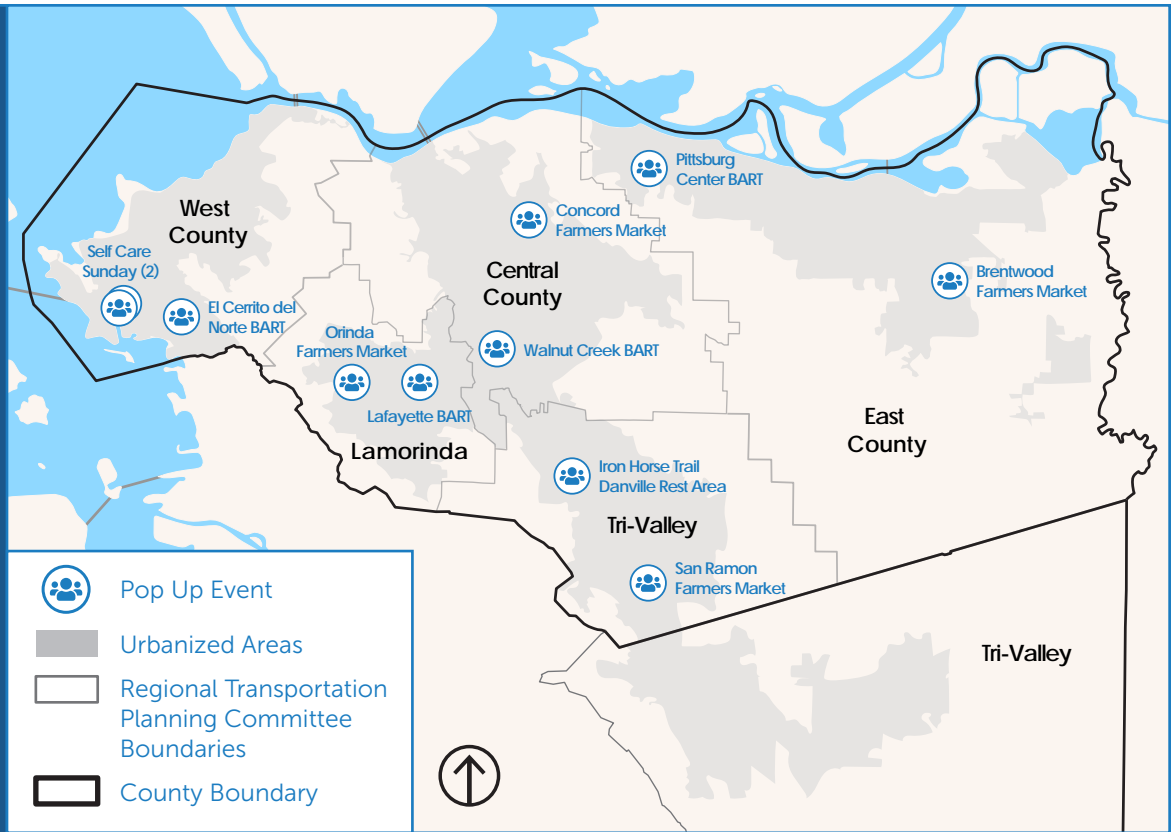 Pittsburg
Center BART
West
County
Concord
Farmers Market
Self Care
Sunday (2)
Central
County
Brentwood
Farmers Market
El Cerrito del
Norte BART
Orinda
Farmers Market
Walnut Creek BART
Lafayette BART
East
County
Lamorinda
Iron Horse Trail
Danville Rest Area
Tri-Valley
San Ramon
Farmers Market
Tri-Valley
Pop Up Event
Urbanized Areas
Regional Transportation
Planning Committee
Boundaries
County Boundary